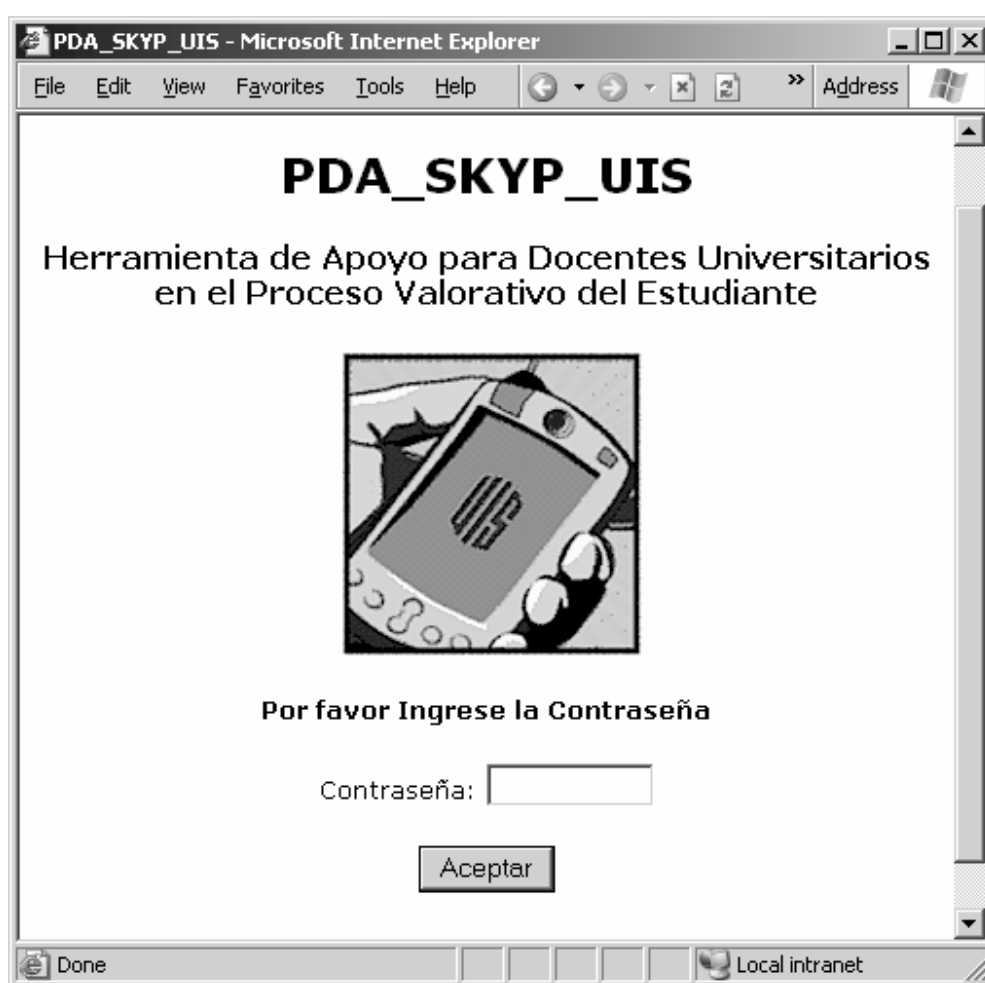 PDA_SKYP_UIS - Microsoft Internet Explorer
File Edit View Favorites Tools Help » Address
PDA_SKYP_UIS
Herramienta de Apoyo para Docentes Universitarios
en el Proceso Valorativo del Estudiante
UIS
Por favor Ingrese la Contraseña
Contraseña:
Aceptar
Done Local intranet